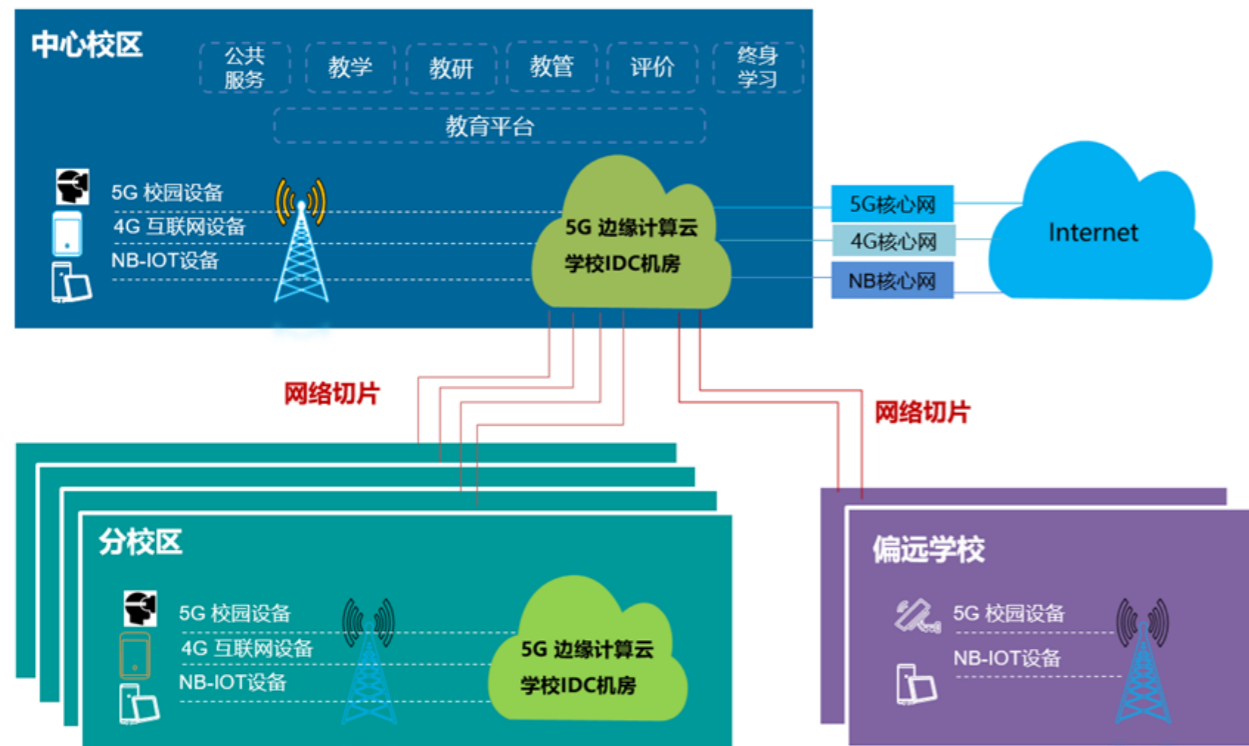 中心校区
公共
服务
教学
教研
教管
评价
终身
学习
教育平台
5G 校园设备
4G 互联网设备
NB-IOT设备
5G 边缘计算云
学校IDC机房
5G核心网
4G核心网
NB核心网
Internet
网络切片
网络切片
分校区
5G 校园设备
4G 互联网设备
NB-IOT设备
5G 边缘计算云
学校IDC机房
偏远学校
5G 校园设备
NB-IOT设备